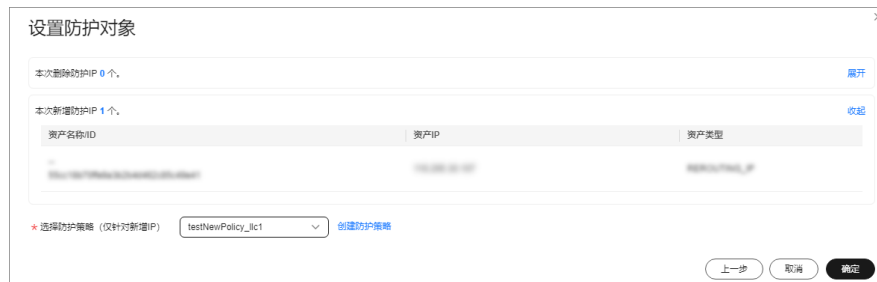 设置防护对象
本次删除防护IP 0 个。 展开
本次新增防护IP 1 个。 收起
资产名称/ID 资产IP 资产类型
* 选择防护策略（仅针对新增IP） testNewPolicy_llc1 创建防护策略
上一步 取消 确定